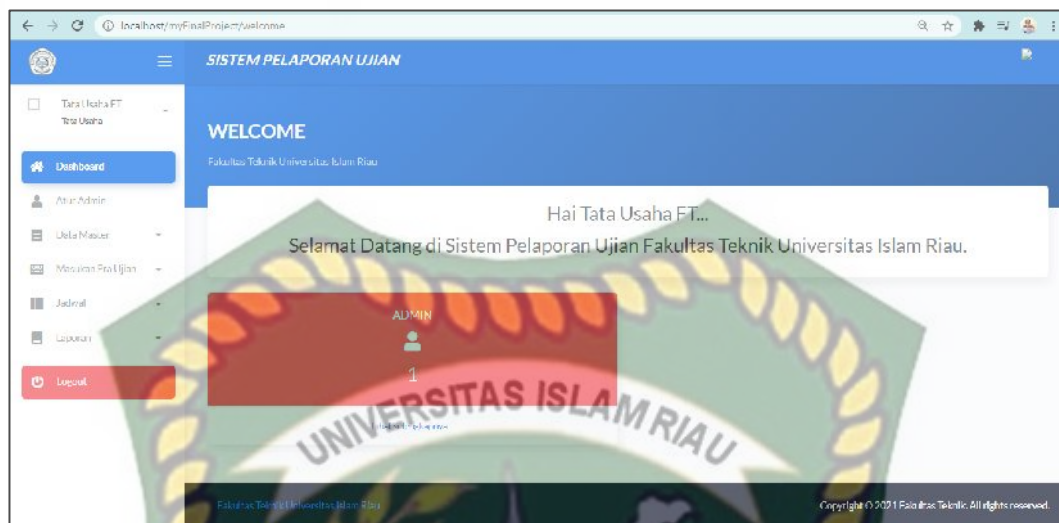 localhost/myFinalProject/welcome
SISTEM PELAPORAN UJIAN
Tata Usaha FT
Tata Usaha
WELCOME
Fakultas Teknik Universitas Islam Riau
Dashboard
Atur Admin
Data Master
Masukan Pra Ujian
Jadwal
Laporan
Logout
Hai Tata Usaha FT...
Selamat Datang di Sistem Pelaporan Ujian Fakultas Teknik Universitas Islam Riau.
ADMIN
1
UNIVERSITAS ISLAM RIAU
Fakultas Teknik Universitas Islam Riau
Copyright © 2021 Fakultas Teknik. All rights reserved.